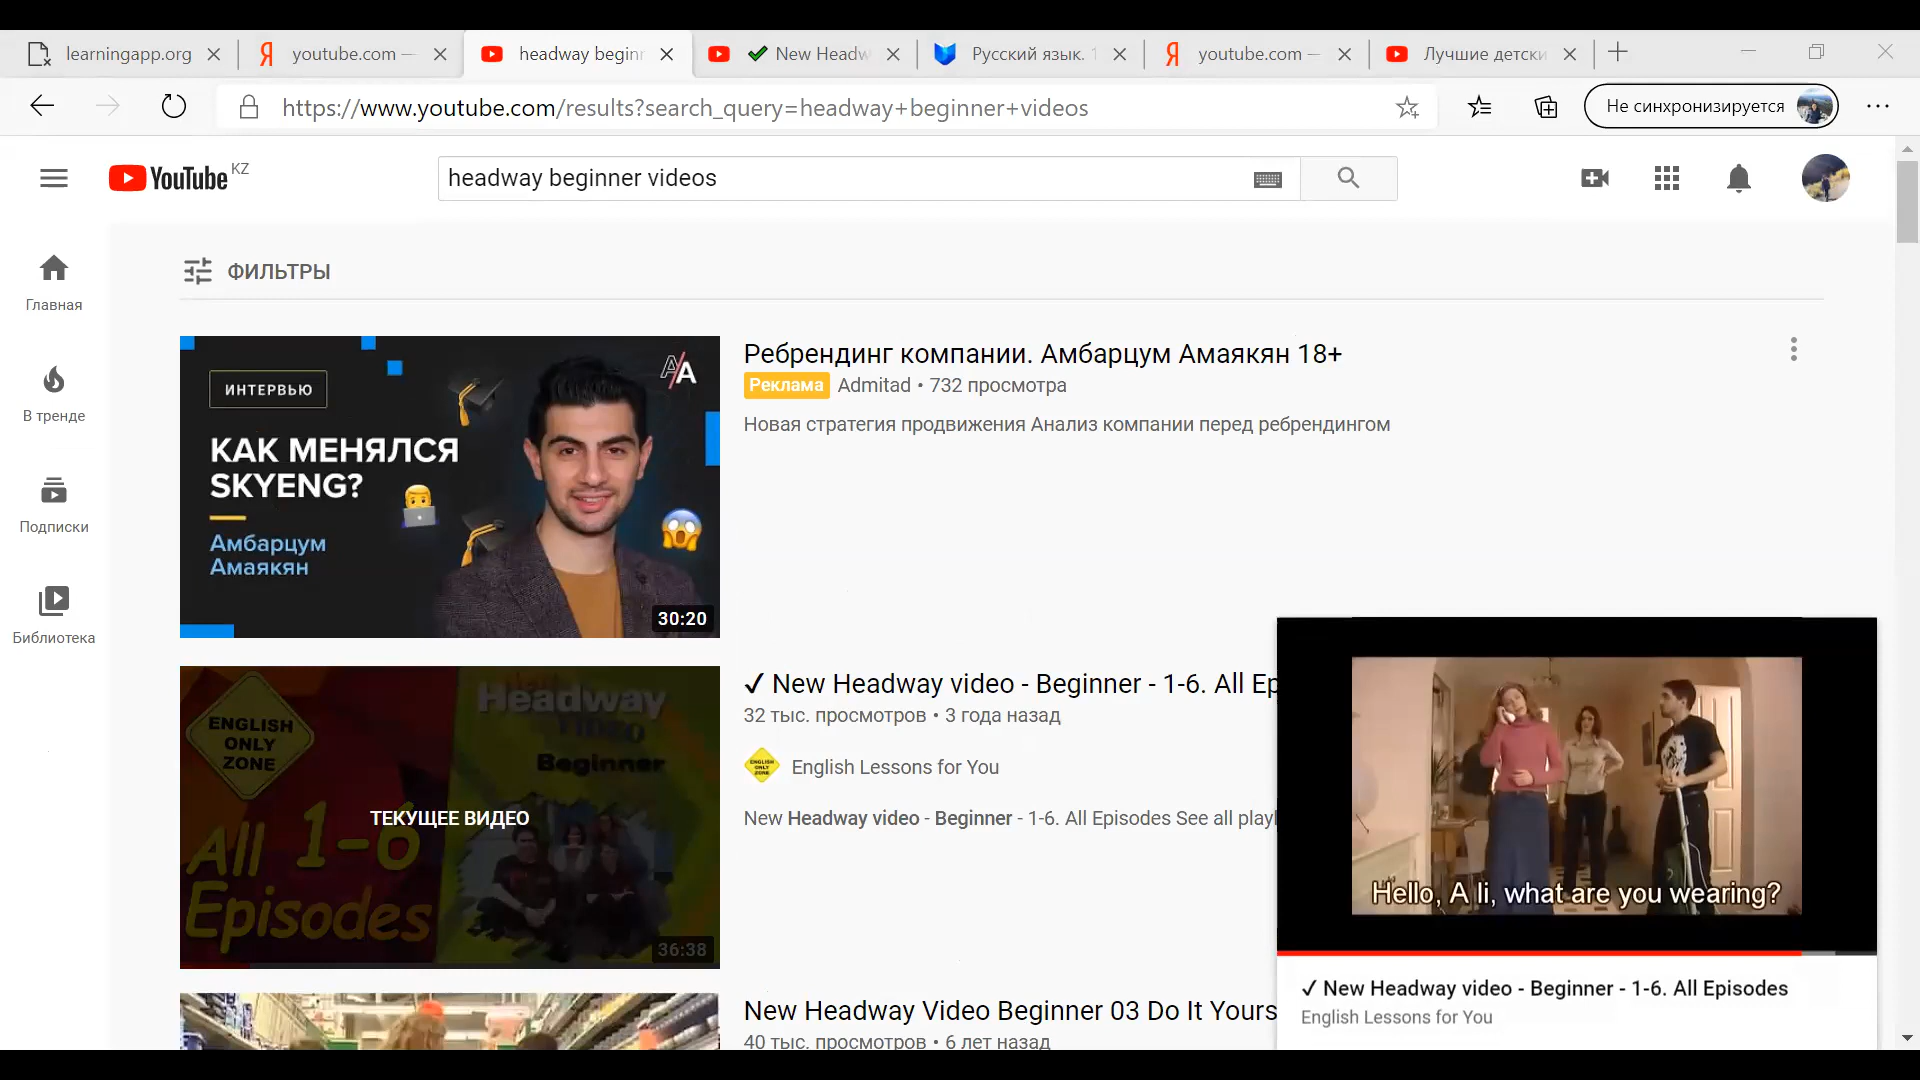 learningapp.org
youtube.com —
headway beginn
New Headw
Русский язык. 1
youtube.com —
Лучшие детски
https://www.youtube.com/results?search_query=headway+beginner+videos
Не синхронизируется
YouTube KZ
headway beginner videos
ФИЛЬТРЫ
Главная
В тренде
Подписки
Библиотека
ИНТЕРВЬЮ
AA
КАК МЕНЯЛСЯ
SKYENG?
Амбарцум
Амаякян
30:20
Ребрендинг компании. Амбарцум Амаякян 18+
Реклама Admitad • 732 просмотра
Новая стратегия продвижения Анализ компании перед ребрендингом
ENGLISH
ONLY
ZONE
Headway
VIDEO
Beginner
ТЕКУЩЕЕ ВИДЕО
All 1-6
Episodes
36:38
✓ New Headway video - Beginner - 1-6. All Ep
32 тыс. просмотров • 3 года назад
English Lessons for You
New Headway video - Beginner - 1-6. All Episodes See all playl
New Headway Video Beginner 03 Do It Yours
40 тыс. просмотров • 6 лет назад
Hello, A li, what are you wearing?
✓ New Headway video - Beginner - 1-6. All Episodes
English Lessons for You